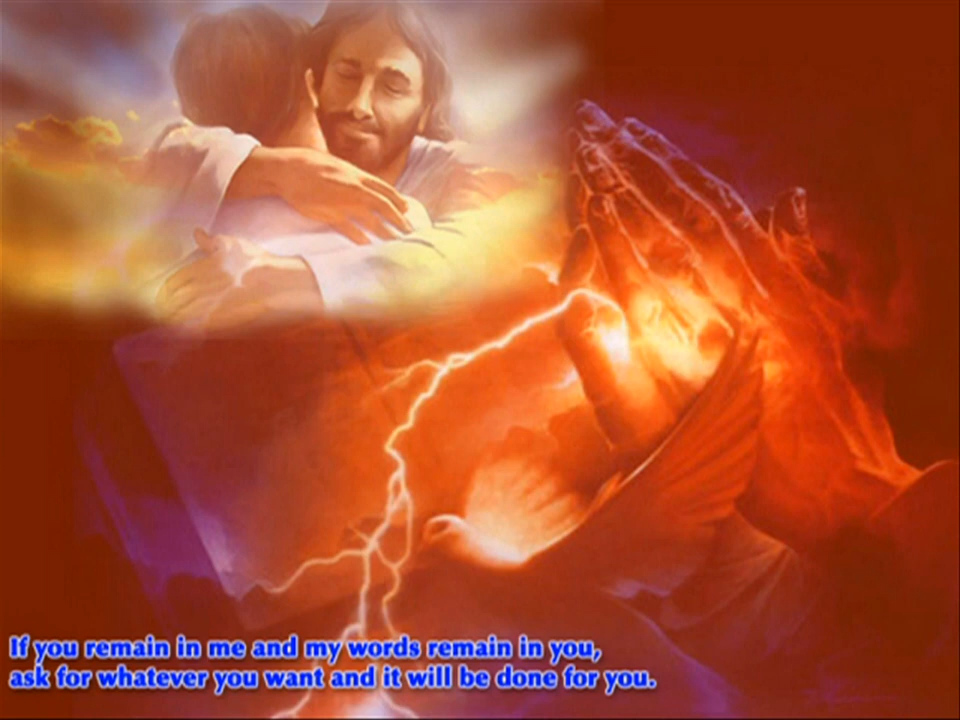 If you remain in me and my words remain in you,
ask for whatever you want and it will be done for you.